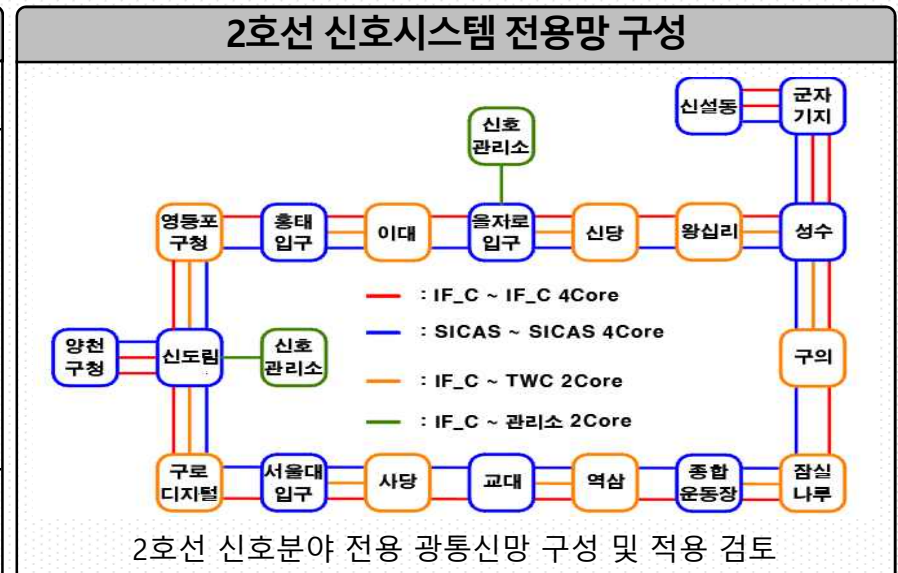 2호선 신호시스템 전용망 구성
신설동
군자
기지
신호
관리소
영등포
구청
홍대
입구
이대
을지로
입구
신당
왕십리
성수
: IF_C ~ IF_C 4Core
: SICAS ~ SICAS 4Core
: IF_C ~ TWC 2Core
: IF_C ~ 관리소 2Core
양천
구청
신도림
신호
관리소
구의
구로
디지털
서울대
입구
사당
교대
역삼
종합
운동장
잠실
나루
2호선 신호분야 전용 광통신망 구성 및 적용 검토